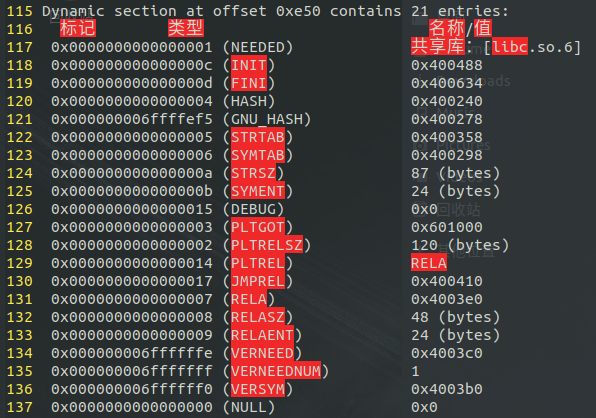 115 Dynamic section at offset 0xe50 contains 21 entries:
116 标记 类型 名称/值
117 0x0000000000000001 (NEEDED) 共享库：[libc.so.6]
118 0x000000000000000c (INIT) 0x400488
119 0x000000000000000d (FINI) 0x400634
120 0x0000000000000004 (HASH) 0x400240
121 0x000000006ffffef5 (GNU_HASH) 0x400278
122 0x0000000000000005 (STRTAB) 0x400358
123 0x0000000000000006 (SYMTAB) 0x400298
124 0x000000000000000a (STRSZ) 87 (bytes)
125 0x000000000000000b (SYMENT) 24 (bytes)
126 0x0000000000000015 (DEBUG) 0x0
127 0x0000000000000003 (PLTGOT) 0x601000
128 0x0000000000000002 (PLTRELSZ) 120 (bytes)
129 0x0000000000000014 (PLTREL) RELA
130 0x0000000000000017 (JMPREL) 0x400410
131 0x0000000000000007 (RELA) 0x4003e0
132 0x0000000000000008 (RELASZ) 48 (bytes)
133 0x0000000000000009 (RELAENT) 24 (bytes)
134 0x000000006ffffffe (VERNEED) 0x4003c0
135 0x000000006fffffff (VERNEEDNUM) 1
136 0x000000006ffffff0 (VERSYM) 0x4003b0
137 0x0000000000000000 (NULL) 0x0